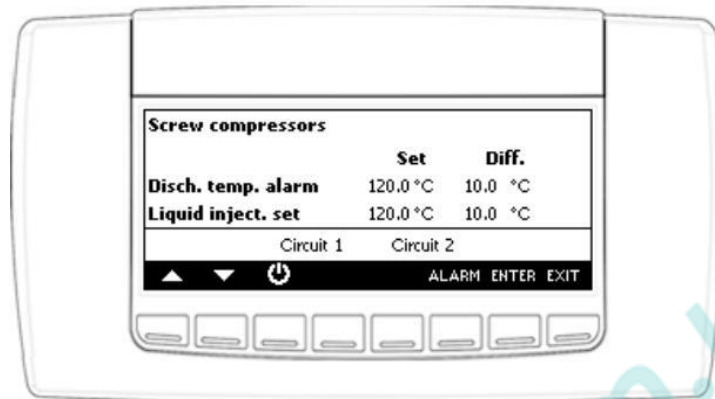 Screw compressors
Set Diff.
Disch. temp. alarm 120.0 °C 10.0 °C
Liquid inject. set 120.0 °C 10.0 °C
Circuit 1 Circuit 2
ALARM ENTER EXIT